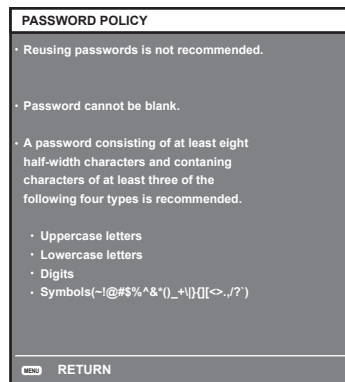 PASSWORD POLICY
· Reusing passwords is not recommended.
· Password cannot be blank.
· A password consisting of at least eight
half-width characters and contaning
characters of at least three of the
following four types is recommended.
· Uppercase letters
· Lowercase letters
· Digits
· Symbols(~!@#$%^&*()_+\|}{][<>.,/?`)
MENU RETURN